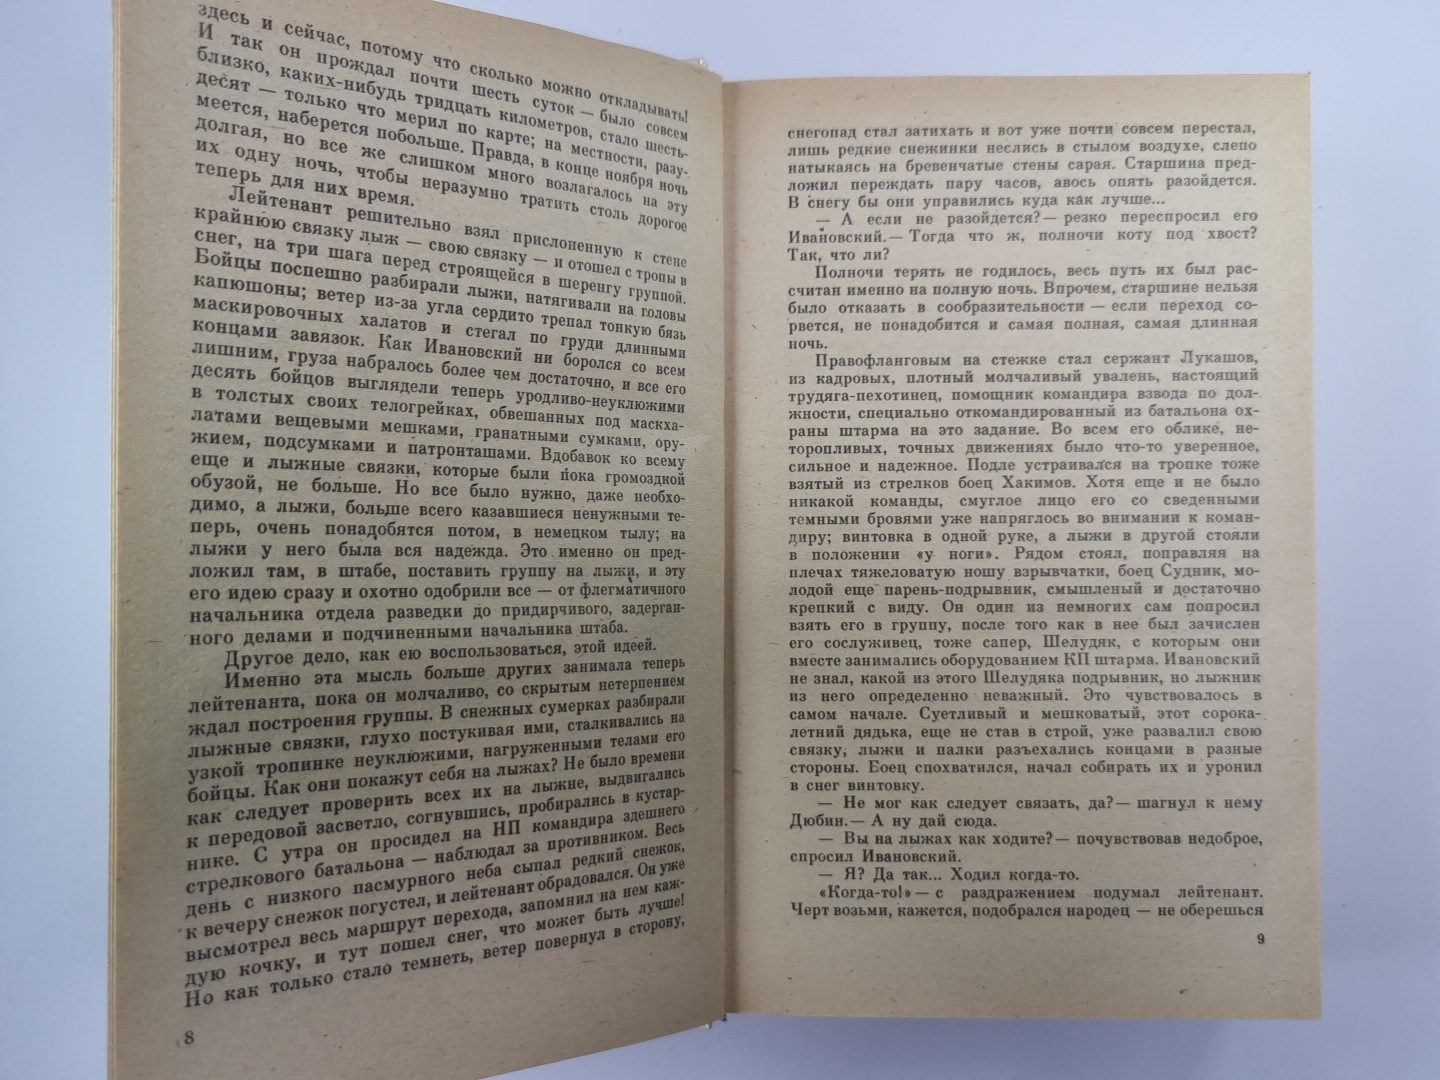 здесь и сейчас, потому что сколько можно откладывать!
И так он прождал почти шесть суток — было совсем
близко, каких-нибудь тридцать километров, стало шесть-
десят — только что мерил по карте; на местности, разу-
меется, наберется побольше. Правда, в конце ноября ночь
долгая, но все же слишком много возлагалось на эту
их одну ночь, чтобы неразумно тратить столь дорогое
теперь для них время.
Лейтенант решительно взял прислоненную к стене
крайнюю связку лыж — свою связку — и отошел с тропы в
снег, на три шага перед строящейся в шеренгу группой.
Бойцы поспешно разбирали лыжи, натягивали на головы
капюшоны; ветер из-за угла сердито трепал тонкую бязь
маскировочных халатов и стегал по груди длинными
концами завязок. Как Ивановский ни боролся со всем
лишним, груза набралось более чем достаточно, и все его
десять бойцов выглядели теперь уродливо-неуклюжими
в толстых своих телогрейках, обвешанных под маскха-
латами вещевыми мешками, гранатными сумками, ору-
жием, подсумками и патронташами. Вдобавок ко всему
еще и лыжные связки, которые были пока громоздкой
обузой, не больше. Но все было нужно, даже необхо-
димо, а лыжи, больше всего казавшиеся ненужными те-
перь, очень понадобятся потом, в немецком тылу; на
лыжи у него была вся надежда. Это именно он пред-
ложил там, в штабе, поставить группу на лыжи, и эту
его идею сразу и охотно одобрили все — от флегматичного
начальника отдела разведки до придирчивого, задерган-
ного делами и подчиненными начальника штаба.
Другое дело, как ею воспользоваться, этой идеей.
Именно эта мысль больше других занимала теперь
лейтенанта, пока он молчаливо, со скрытым нетерпением
ждал построения группы. В снежных сумерках разбирали
лыжные связки, глухо постукивая ими, сталкивались на
узкой тропинке неуклюжими, нагруженными телами его
бойцы. Как они покажут себя на лыжах? Не было времени
как следует проверить всех их на лыжне, выдвигались
к передовой засветло, согнувшись, пробирались в кустар-
нике. С утра он просидел на НП командира здешнего
стрелкового батальона — наблюдал за противником. Весь
день с низкого пасмурного неба сыпал редкий снежок,
к вечеру снежок погустел, и лейтенант обрадовался. Он уже
высмотрел весь маршрут перехода, запомнил на нем каж-
дую кочку, и тут пошел снег, что может быть лучше!
Но как только стало темнеть, ветер повернул в сторону,
8
снегопад стал затихать и вот уже почти совсем перестал,
лишь редкие снежинки неслись в стылом воздухе, слепо
натыкаясь на бревенчатые стены сарая. Старшина пред-
ложил переждать пару часов, авось опять разойдется.
В снегу бы они управились куда как лучше...
— А если не разойдется?— резко переспросил его
Ивановский.— Тогда что ж, полночи коту под хвост?
Так, что ли?
Полночи терять не годилось, весь путь их был рас-
считан именно на полную ночь. Впрочем, старшине нельзя
было отказать в сообразительности — если переход со-
рвется, не понадобится и самая полная, самая длинная
ночь.
Правофланговым на стежке стал сержант Лукашов,
из кадровых, плотный молчаливый увалень, настоящий
трудяга-пехотинец, помощник командира взвода по дол-
жности, специально откомандированный из батальона ох-
раны штарма на это задание. Во всем его облике, не-
торопливых, точных движениях было что-то уверенное,
сильное и надежное. Подле устраивался на тропке тоже
взятый из стрелков боец Хакимов. Хотя еще и не было
никакой команды, смуглое лицо его со сведенными
темными бровями уже напряглось во внимании к коман-
диру; винтовка в одной руке, а лыжи в другой стояли
в положении «у ноги». Рядом стоял, поправляя на
плечах тяжеловатую ношу взрывчатки, боец Судник, мо-
лодой еще парень-подрывник, смышленый и достаточно
крепкий с виду. Он один из немногих сам попросил
взять его в группу, после того как в нее был зачислен
его сослуживец, тоже сапер, Шелудяк, с которым они
вместе занимались оборудованием КП штарма. Ивановский
не знал, какой из этого Шелудяка подрывник, но лыжник
из него определенно неважный. Это чувствовалось в
самом начале. Суетливый и мешковатый, этот сорока-
летний дядька, еще не став в строй, уже развалил свою
связку, лыжи и палки разъехались концами в разные
стороны. Боец спохватился, начал собирать их и уронил
в снег винтовку.
— Не мог как следует связать, да?— шагнул к нему
Дюбин.— А ну дай сюда.
— Вы на лыжах как ходите?— почувствовав недоброе,
спросил Ивановский.
— Я? Да так... Ходил когда-то.
«Когда-то!»— с раздражением подумал лейтенант.
Черт возьми, кажется, подобрался народец — не оберешься
9